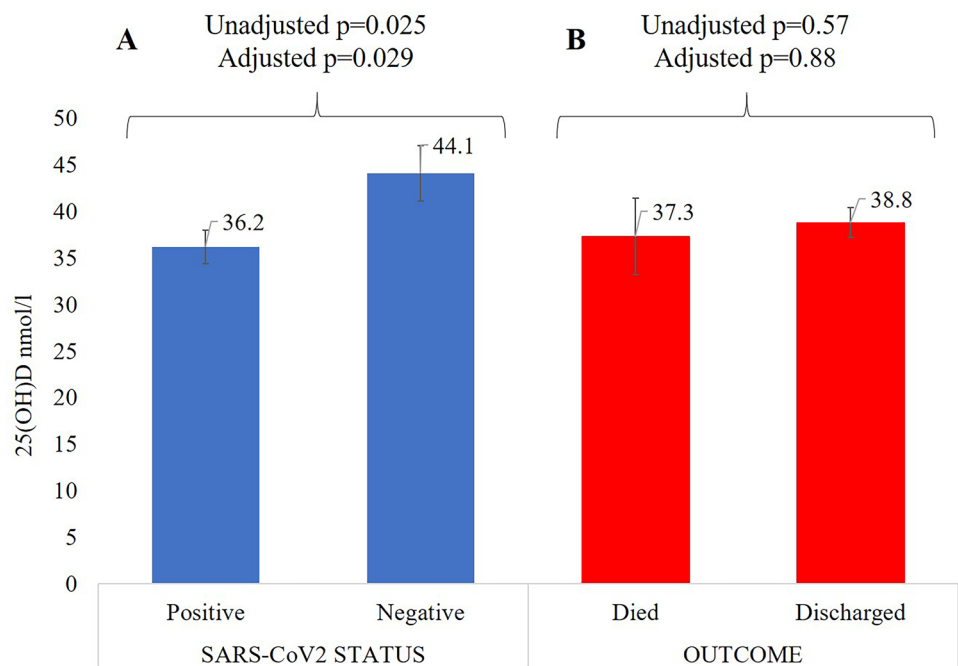 A
Unadjusted p=0.025
Adjusted p=0.029
B
Unadjusted p=0.57
Adjusted p=0.88
25(OH)D nmol/l
50
45
40
35
30
25
20
15
10
5
0
36.2
44.1
37.3
38.8
Positive
Negative
Died
Discharged
SARS-CoV2 STATUS
OUTCOME